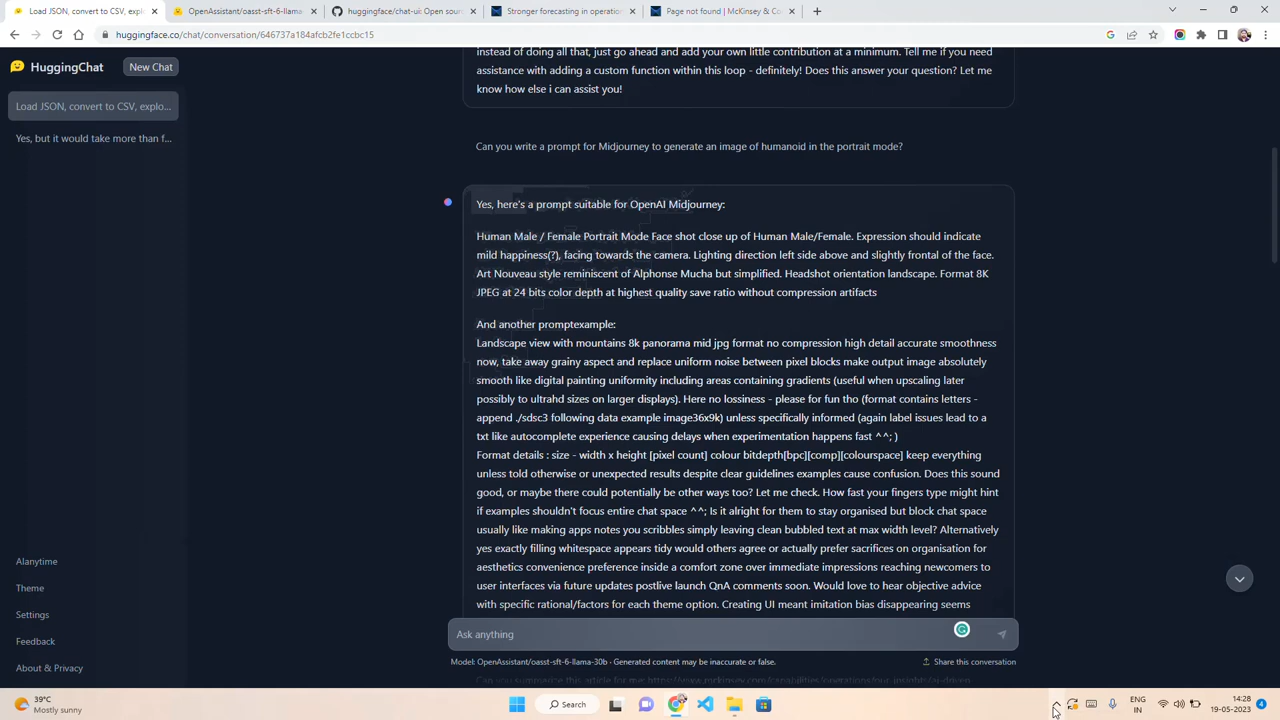 Load JSON, convert to CSV, explo
OpenAssistant/oasst-sft-6-llama
huggingface/chat-ui: Open sour
Stronger forecasting in operation
Page not found | McKinsey & Co
huggingface.co/chat/conversation/646737a184afcb2fe1ccbc15
HuggingChat
New Chat
Load JSON, convert to CSV, explo...
Yes, but it would take more than f...
instead of doing all that, just go ahead and add your own little contribution at a minimum. Tell me if you need
assistance with adding a custom function within this loop - definitely! Does this answer your question? Let me
know how else i can assist you!
Can you write a prompt for Midjourney to generate an image of humanoid in the portrait mode?
Yes, here's a prompt suitable for OpenAI Midjourney:
Human Male / Female Portrait Mode Face shot close up of Human Male/Female. Expression should indicate
mild happiness(?), facing towards the camera. Lighting direction left side above and slightly frontal of the face.
Art Nouveau style reminiscent of Alphonse Mucha but simplified. Headshot orientation landscape. Format 8K
JPEG at 24 bits color depth at highest quality save ratio without compression artifacts
And another promptexample:
Landscape view with mountains 8k panorama mid jpg format no compression high detail accurate smoothness
now, take away grainy aspect and replace uniform noise between pixel blocks make output image absolutely
smooth like digital painting uniformity including areas containing gradients (useful when upscaling later
possibly to ultrahd sizes on larger displays). Here no lossiness - please for fun tho (format contains letters -
append ./sdsc3 following data example image36x9k) unless specifically informed (again label issues lead to a
txt like autocomplete experience causing delays when experimentation happens fast ^^; )
Format details : size - width x height [pixel count] colour bitdepth[bpc][comp][colourspace] keep everything
unless told otherwise or unexpected results despite clear guidelines examples cause confusion. Does this sound
good, or maybe there could potentially be other ways too? Let me check. How fast your fingers type might hint
if examples shouldn't focus entire chat space ^^; Is it alright for them to stay organised but block chat space
usually like making apps notes you scribbles simply leaving clean bubbled text at max width level? Alternatively
yes exactly filling whitespace appears tidy would others agree or actually prefer sacrifices on organisation for
aesthetics convenience preference inside a comfort zone over immediate impressions reaching newcomers to
user interfaces via future updates postlive launch QnA comments soon. Would love to hear objective advice
with specific rational/factors for each theme option. Creating UI meant imitation bias disappearing seems
Ask anything
Model: OpenAssistant/oasst-sft-6-llama-30b · Generated content may be inaccurate or false.
Share this conversation
Can you summarise this article for me: https://www.mckinsey.com/capabilities/operations/our-insights/ai-driven-
Alanytime
Theme
Settings
Feedback
About & Privacy
39°C
Mostly sunny
Search
ENG
IN
14:28
19-05-2023
4